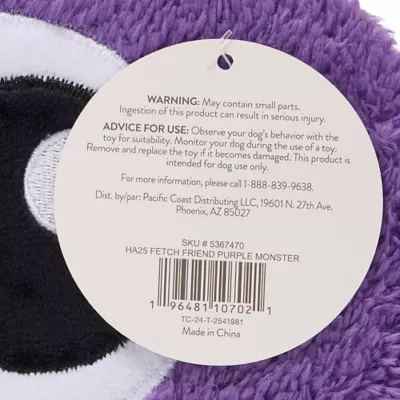 WARNING: May contain small parts.
Ingestion of this product can result in serious injury.
ADVICE FOR USE: Observe your dog's behavior with the
toy for suitability. Monitor your dog during the use of a toy.
Remove and replace the toy if it becomes damaged. This product is
intended for dog use only.
For more information, please call 1-888-839-9638.
Dist. by/par: Pacific Coast Distributing LLC, 19601 N. 27th Ave.
Phoenix, AZ 85027
SKU # 5367470
HA25 FETCH FRIEND PURPLE MONSTER
1 96481 10702 1
TC-24-T-2541981
Made in China